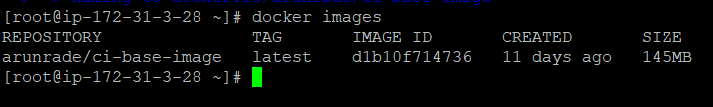 [root@ip-172-31-3-28 ~]# docker images
REPOSITORY TAG IMAGE ID CREATED SIZE
arunrade/ci-base-image latest d1b10f714736 11 days ago 145MB
[root@ip-172-31-3-28 ~]#